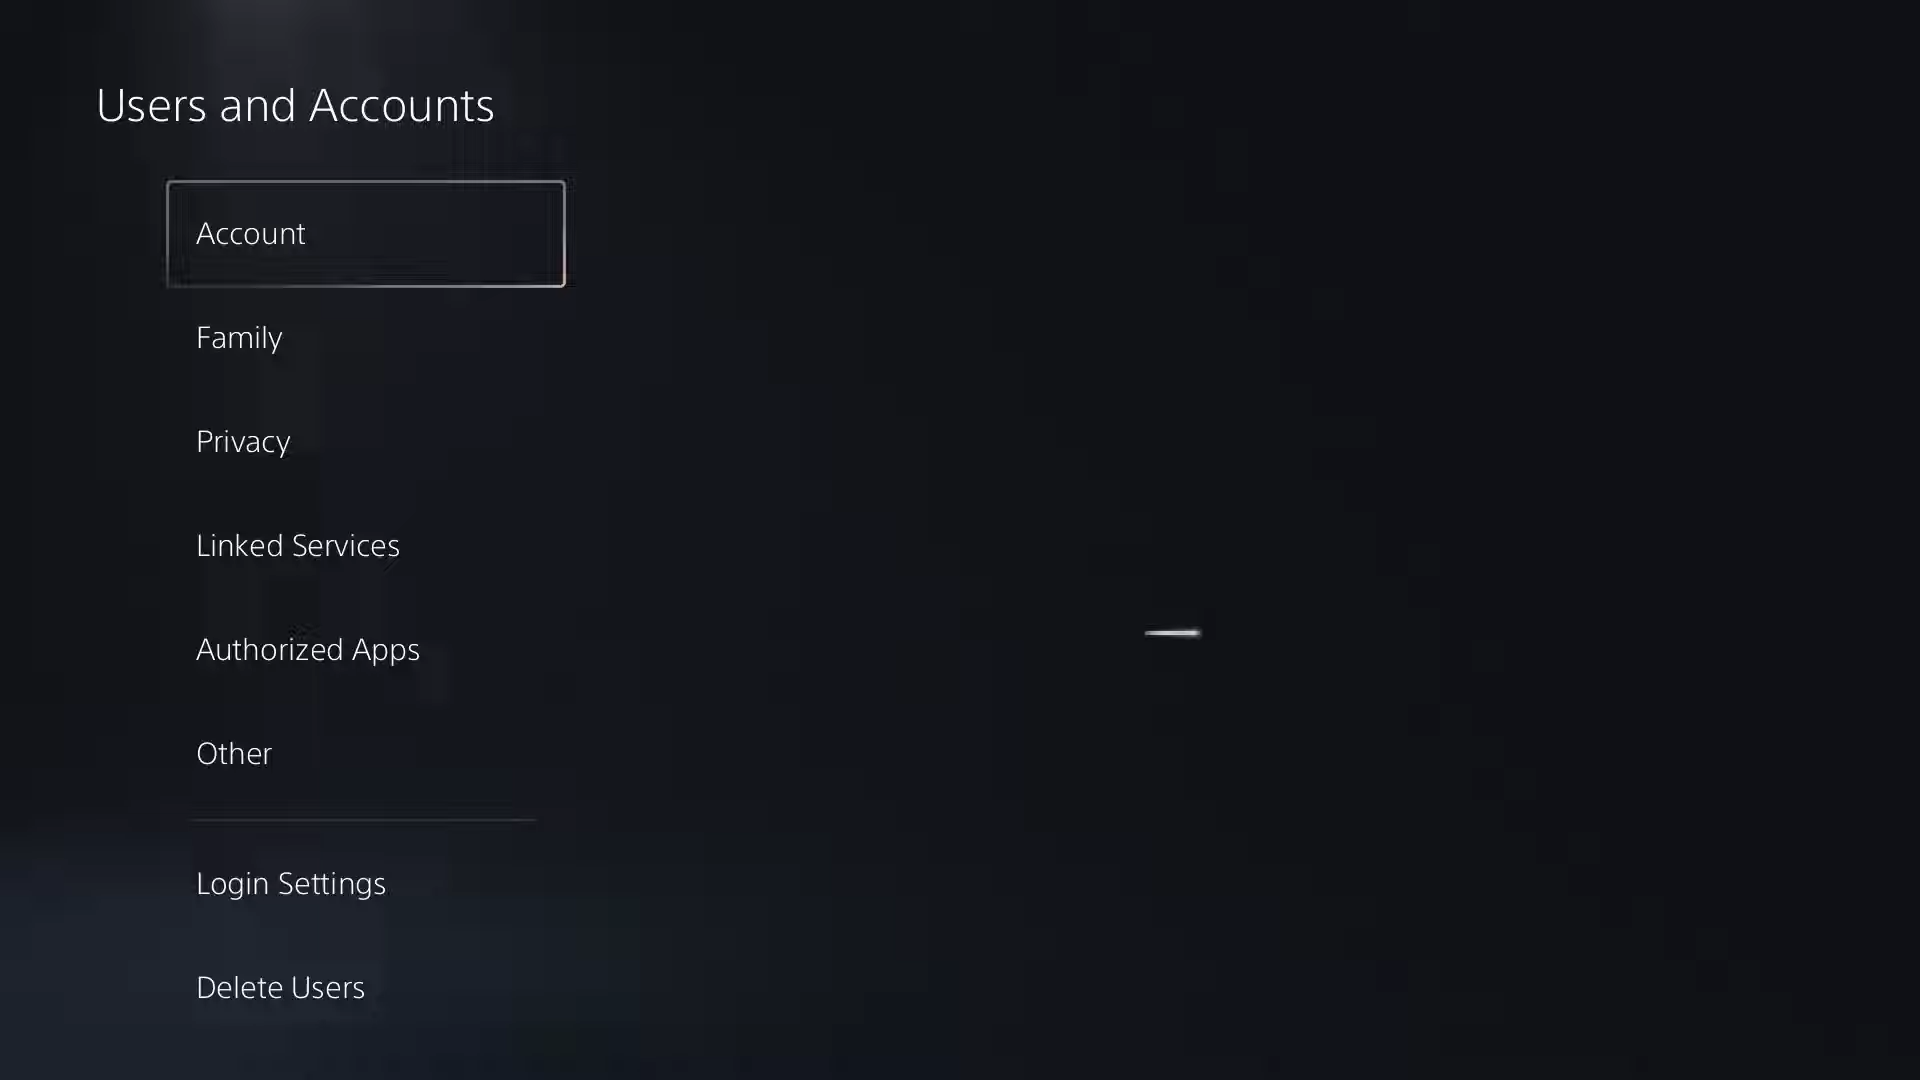 Users and Accounts
Account
Family
Privacy
Linked Services
Authorized Apps
Other
Login Settings
Delete Users